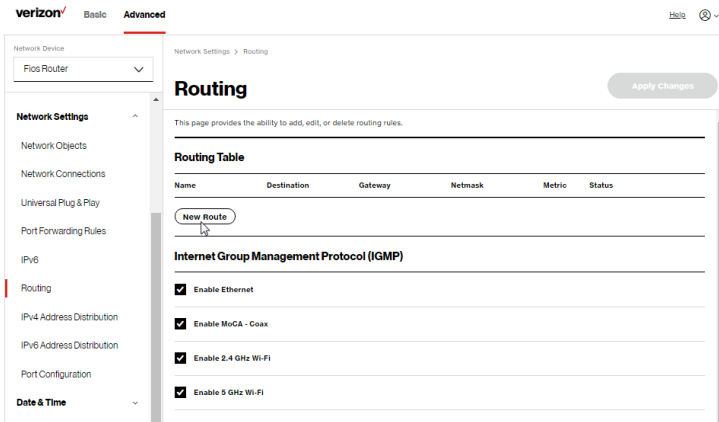 verizon✓ Basic Advanced Help
Network Device
Fios Router
Network Settings
Network Objects
Network Connections
Universal Plug & Play
Port Forwarding Rules
IPv6
Routing
IPv4 Address Distribution
IPv6 Address Distribution
Port Configuration
Date & Time
Network Settings > Routing
Routing Apply Changes
This page provides the ability to add, edit, or delete routing rules.
Routing Table
Name Destination Gateway Netmask Metric Status
New Route
Internet Group Management Protocol (IGMP)
Enable Ethernet
Enable MoCA - Coax
Enable 2.4 GHz Wi-Fi
Enable 5 GHz Wi-Fi